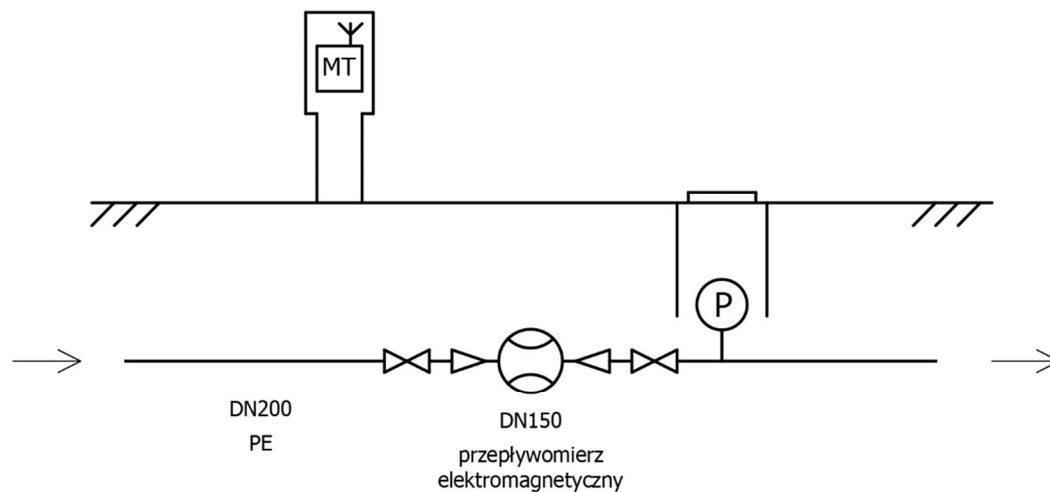 MT
P
DN200
PE
DN150
przepływomierz
elektromagnetyczny